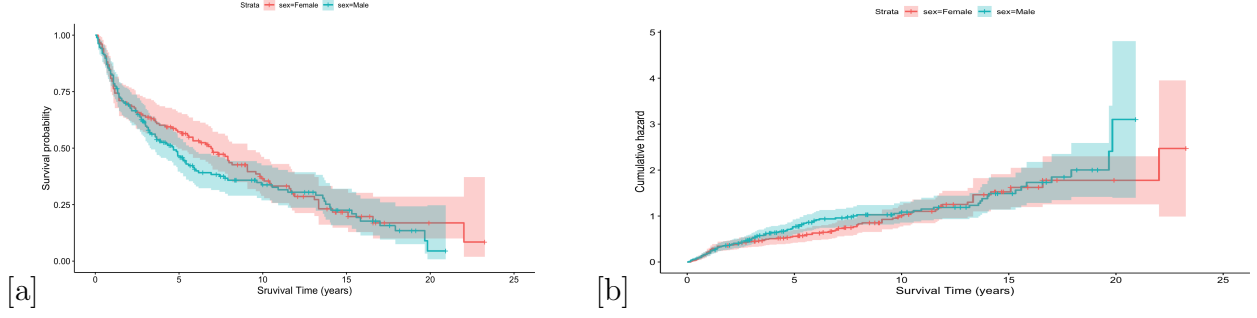 Strata sex=Female sex=Male
1.00
0.75
0.50
0.25
0.00
Survival probability
0 5 10 15 20 25
Sruvival Time (years)
[a]
Strata sex=Female sex=Male
5
4
3
2
1
0
Cumulative hazard
0 5 10 15 20 25
Survival Time (years)
[b]